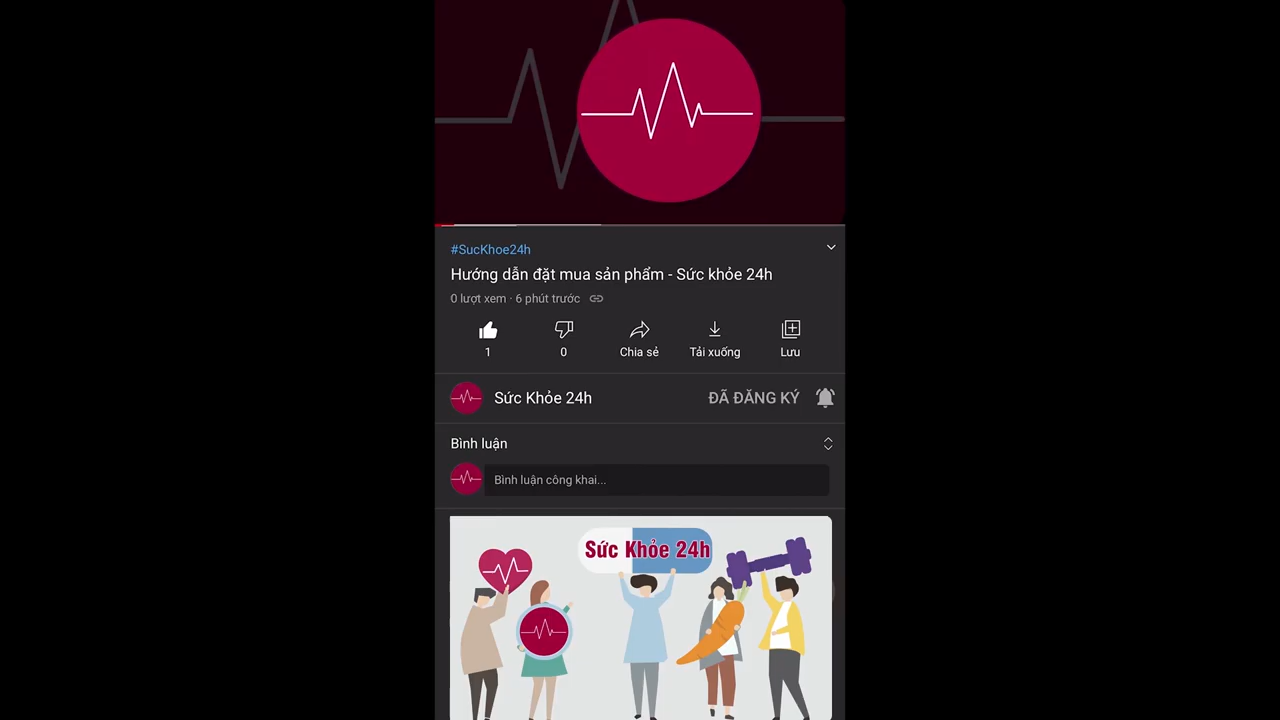 #SucKhoe24h
Hướng dẫn đặt mua sản phẩm - Sức khỏe 24h
0 lượt xem · 6 phút trước
1
0
Chia sẻ
Tải xuống
Lưu
Sức Khỏe 24h
ĐÃ ĐĂNG KÝ
Bình luận
Bình luận công khai...
Sức Khỏe 24h